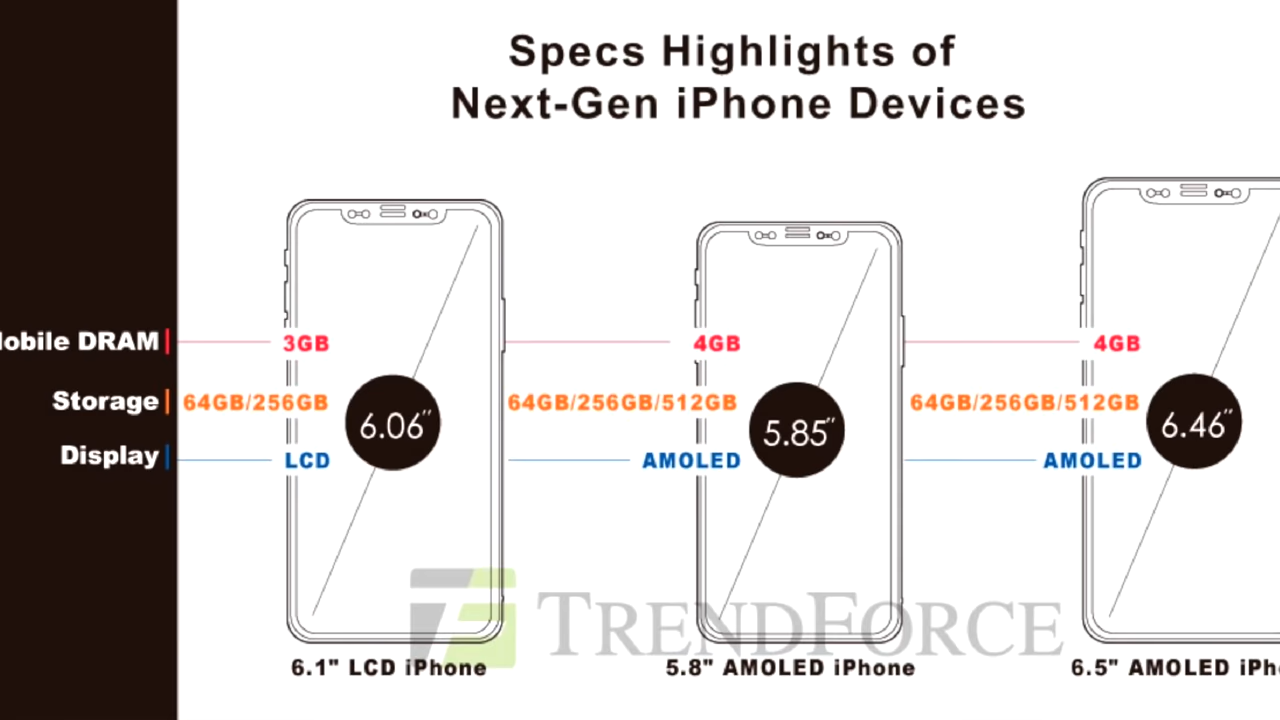 Specs Highlights of
Next-Gen iPhone Devices
obile DRAM 3GB 4GB 4GB
Storage 64GB/256GB 64GB/256GB/512GB 64GB/256GB/512GB
6.06″ 5.85″ 6.46″
Display LCD AMOLED AMOLED
TRENDFORCE
6.1" LCD iPhone 5.8" AMOLED iPhone 6.5" AMOLED iPh